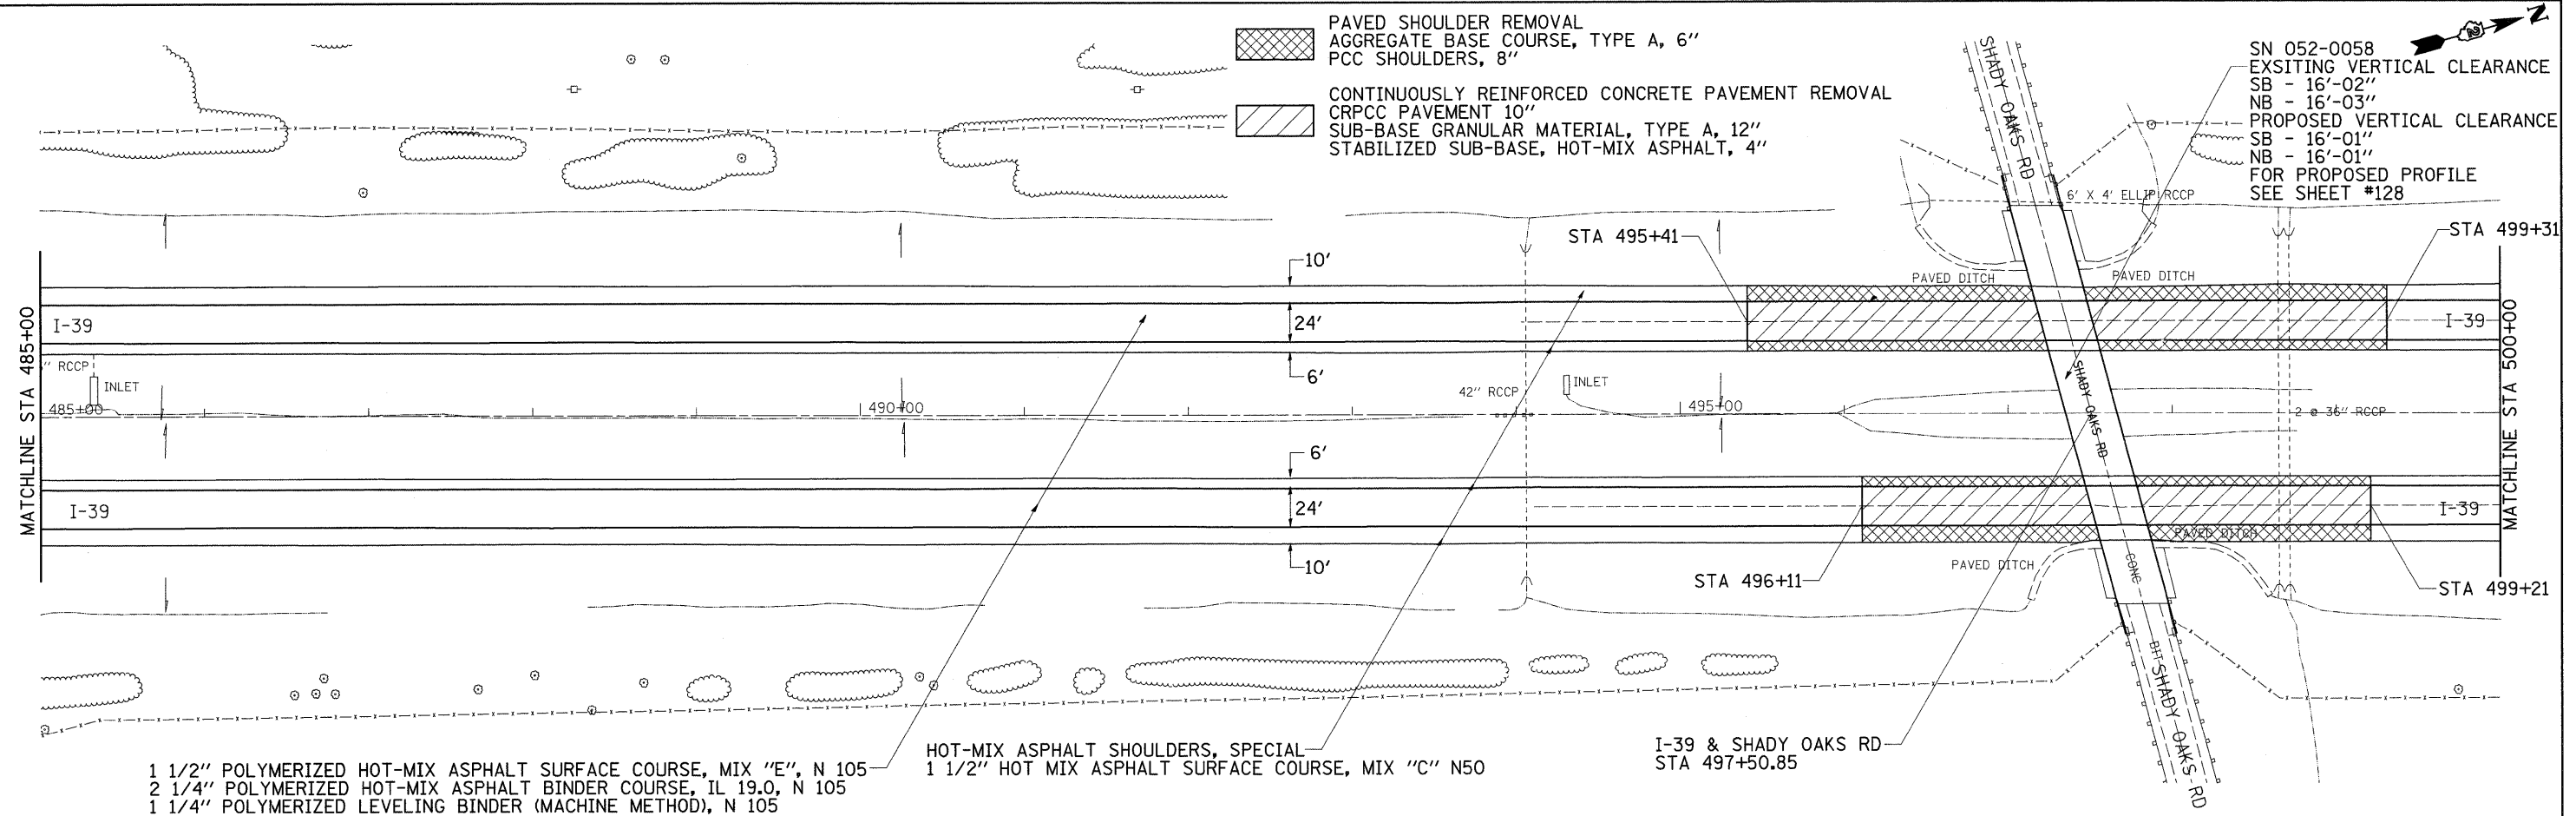 PAVED SHOULDER REMOVAL
AGGREGATE BASE COURSE, TYPE A, 6"
PCC SHOULDERS, 8"
CONTINUOUSLY REINFORCED CONCRETE PAVEMENT REMOVAL
CRPCC PAVEMENT 10"
SUB-BASE GRANULAR MATERIAL, TYPE A, 12"
STABILIZED SUB-BASE, HOT-MIX ASPHALT, 4"
N
SN 052-0058
EXSITING VERTICAL CLEARANCE
SB - 16'-02"
NB - 16'-03"
PROPOSED VERTICAL CLEARANCE
SB - 16'-01"
NB - 16'-01"
FOR PROPOSED PROFILE
SEE SHEET #128
SHADY OAKS RD
6' X 4' ELLIP RCCP
STA 495+41
STA 499+31
PAVED DITCH
PAVED DITCH
10'
24'
6'
I-39
I-39
MATCHLINE STA 485+00
MATCHLINE STA 500+00
" RCCP
INLET
485+00
490+00
42" RCCP
INLET
495+00
SHADY OAKS RD
2 @ 36" RCCP
6'
24'
10'
I-39
I-39
PAVED DITCH
PAVED DITCH
STA 496+11
STA 499+21
CONC
BIT
SHADY OAKS RD
I-39 & SHADY OAKS RD
STA 497+50.85
HOT-MIX ASPHALT SHOULDERS, SPECIAL
1 1/2" HOT MIX ASPHALT SURFACE COURSE, MIX "C" N50
1 1/2" POLYMERIZED HOT-MIX ASPHALT SURFACE COURSE, MIX "E", N 105
2 1/4" POLYMERIZED HOT-MIX ASPHALT BINDER COURSE, IL 19.0, N 105
1 1/4" POLYMERIZED LEVELING BINDER (MACHINE METHOD), N 105